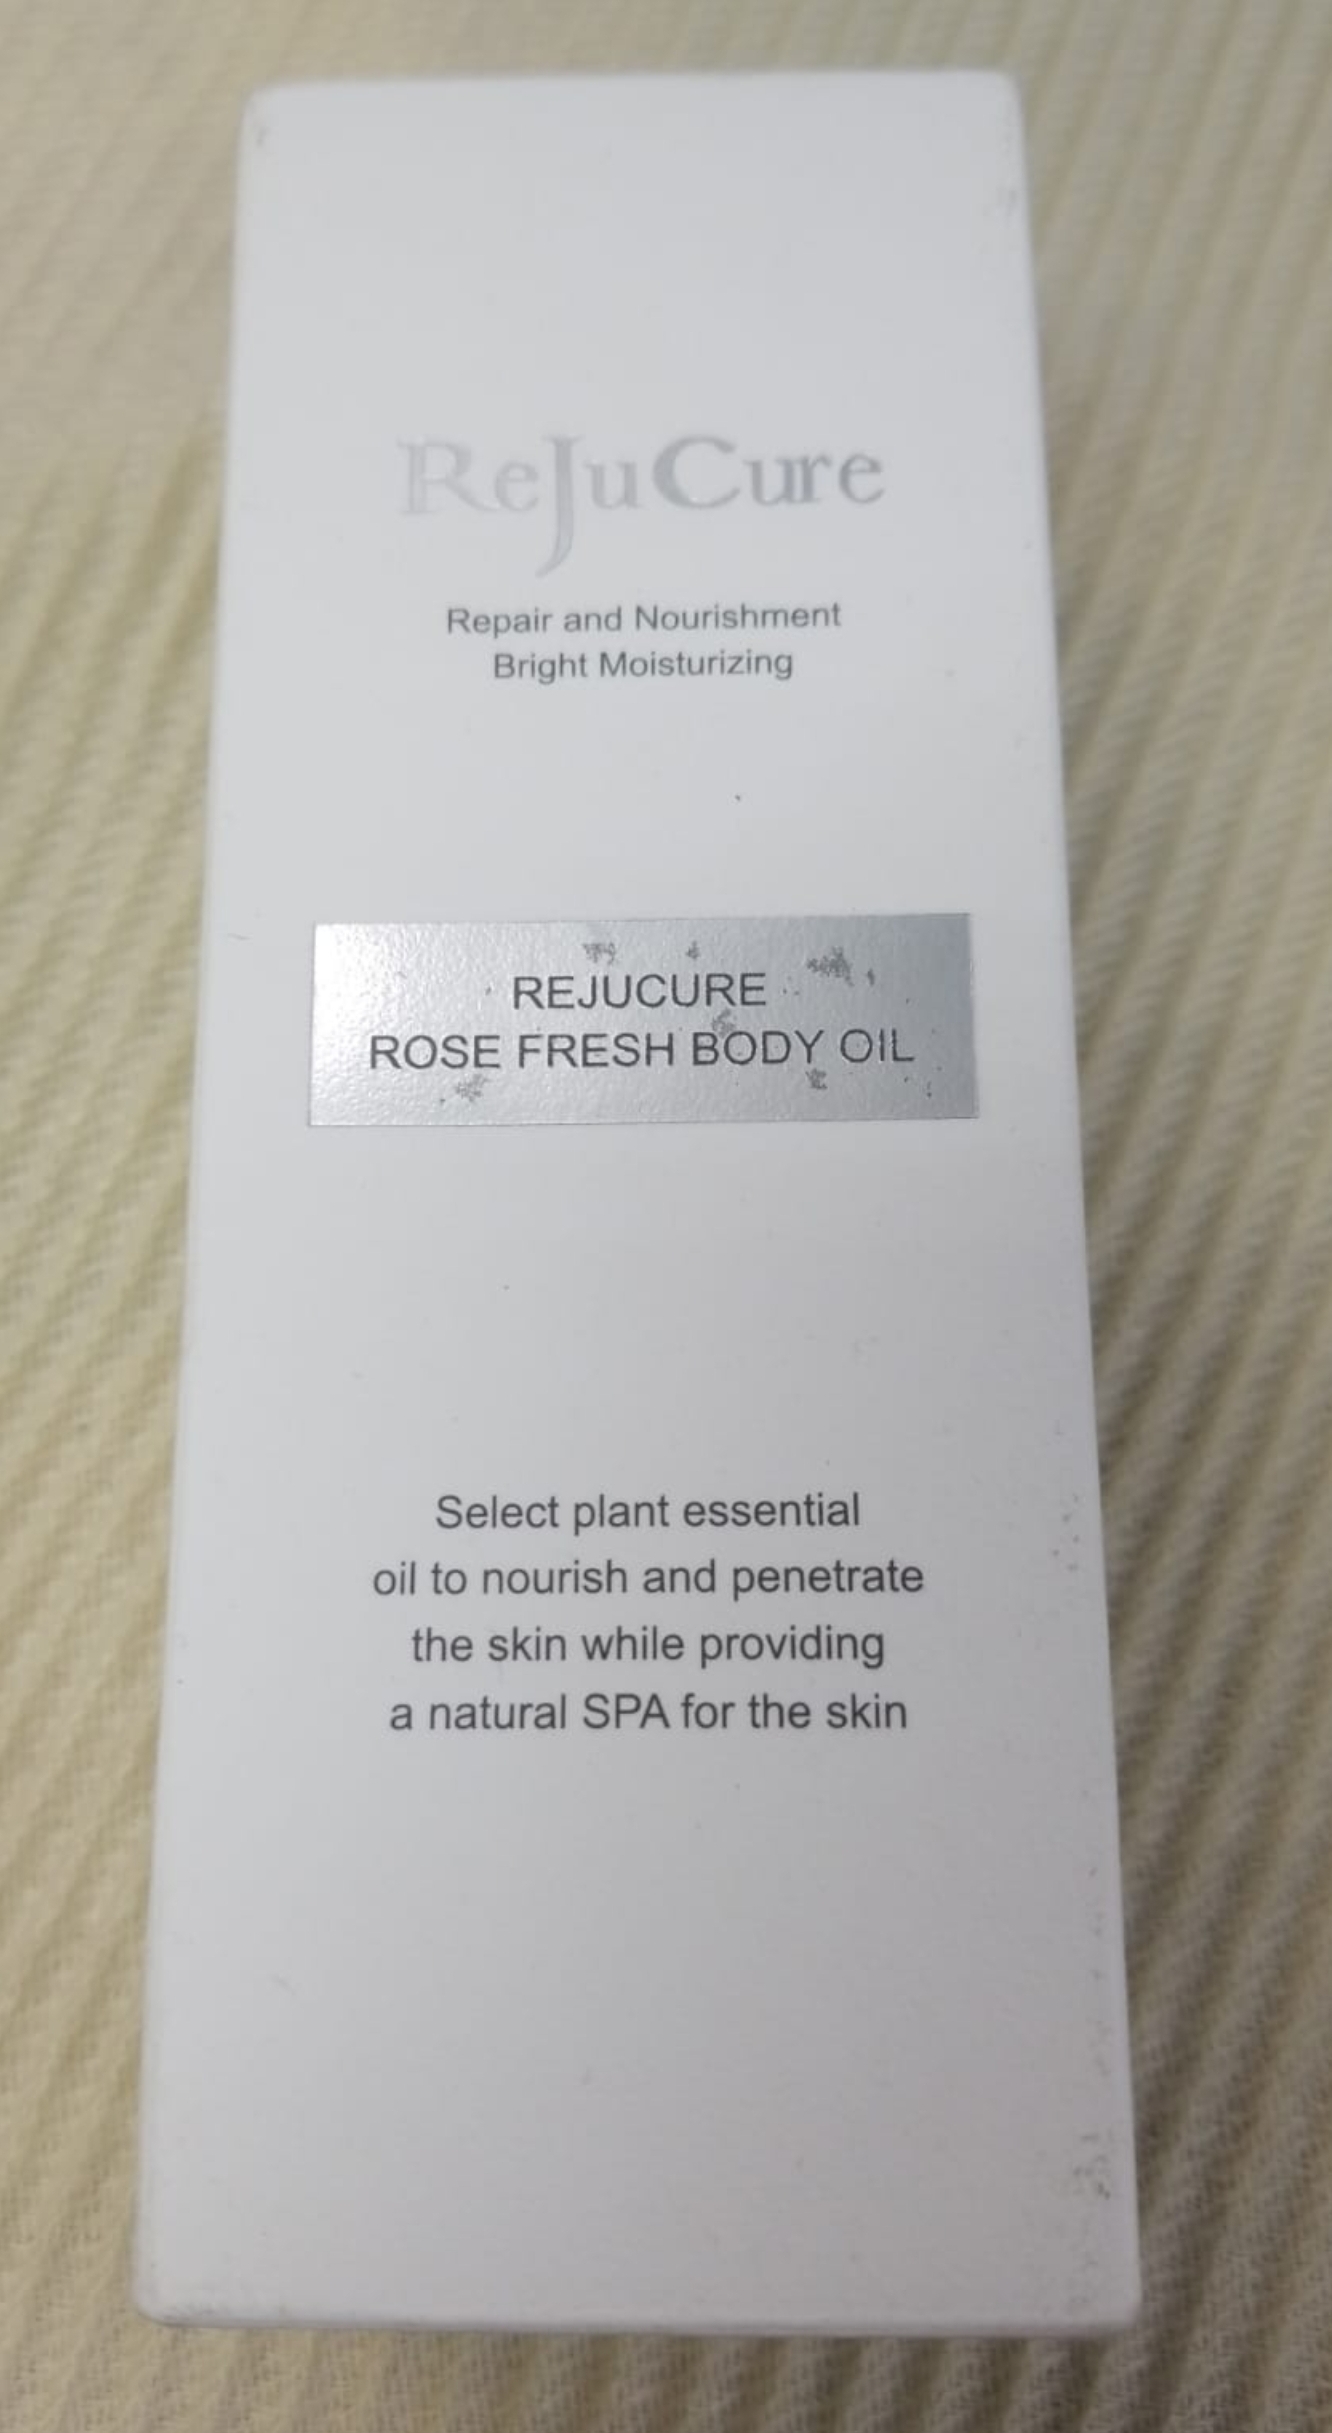 ReJuCure
Repair and Nourishment
Bright Moisturizing
REJUCURE
ROSE FRESH BODY OIL
Select plant essential
oil to nourish and penetrate
the skin while providing
a natural SPA for the skin